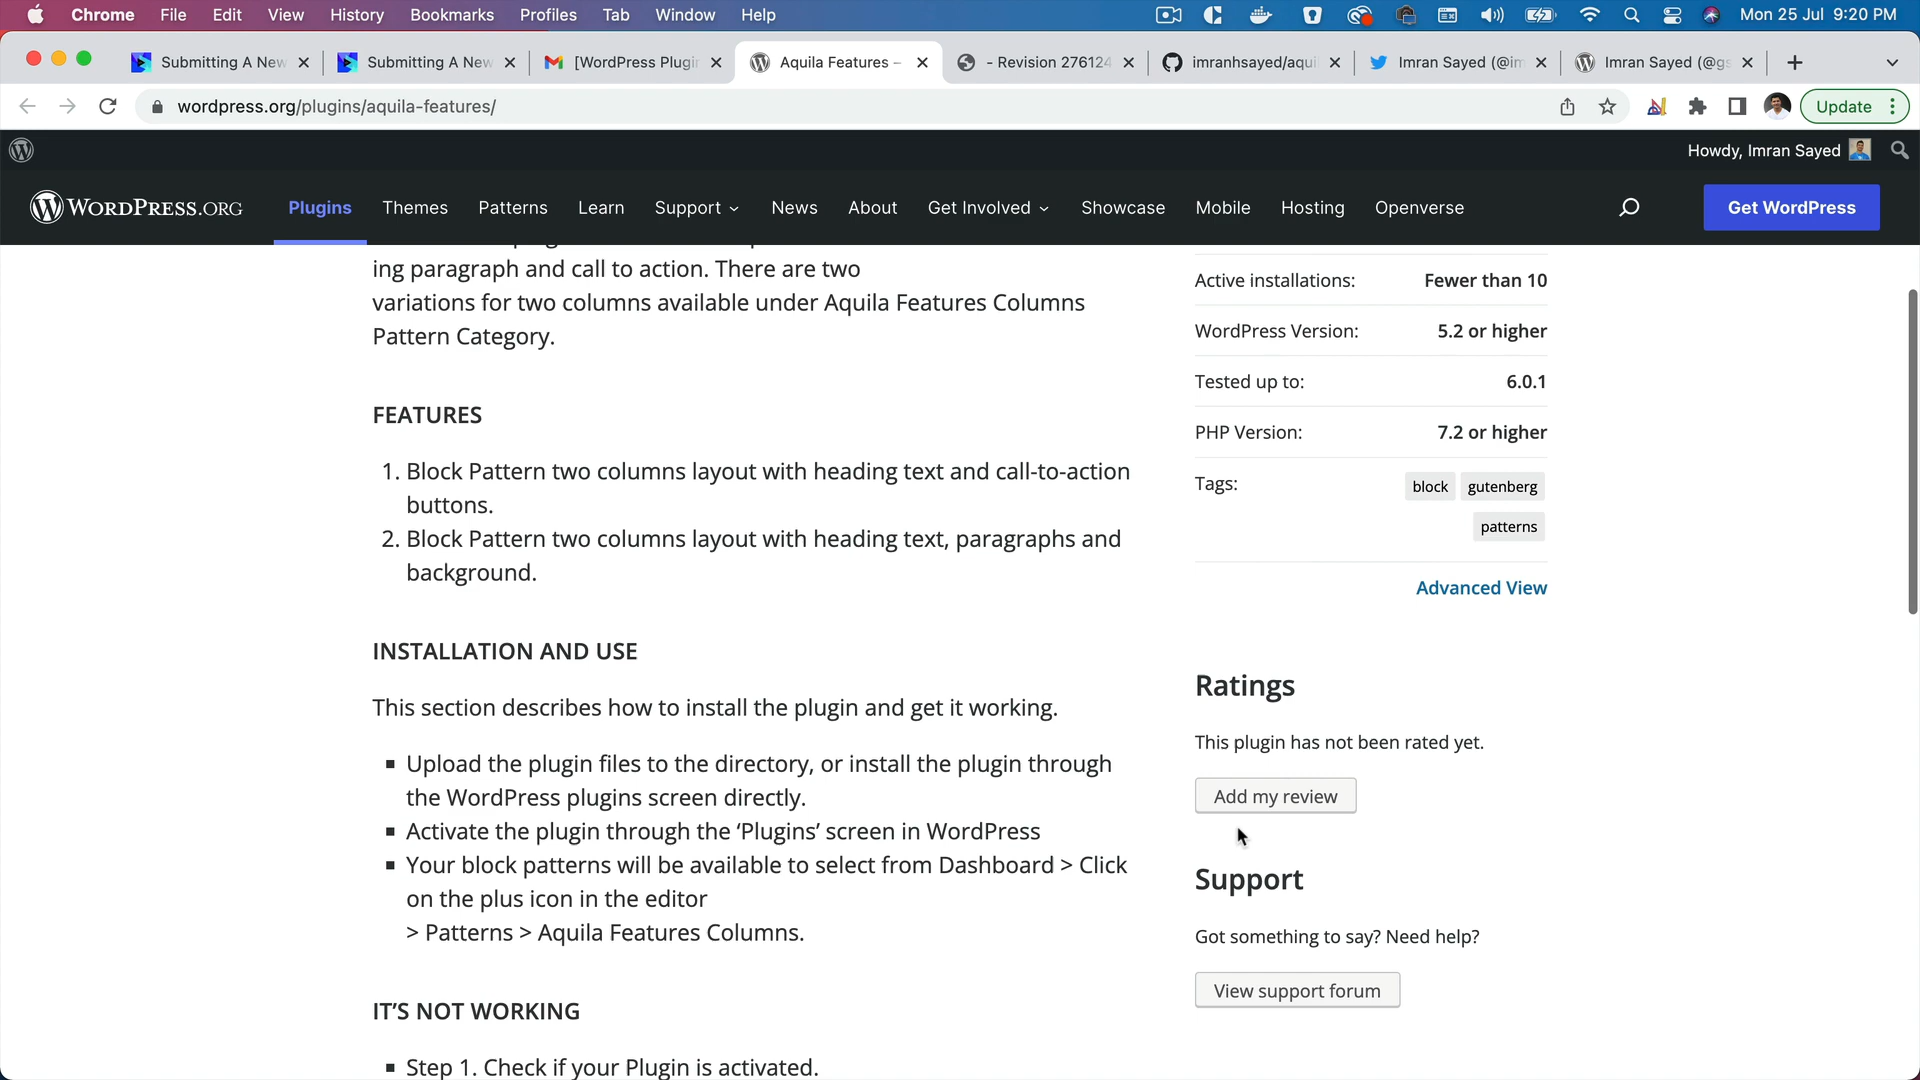 Chrome File Edit View History Bookmarks Profiles Tab Window Help Mon 25 Jul 9:20 PM
Submitting A New Submitting A New [WordPress Plugi Aquila Features – - Revision 276124 imranhsayed/aqui Imran Sayed (@im Imran Sayed (@gs
wordpress.org/plugins/aquila-features/ Update
Howdy, Imran Sayed
WORDPRESS.ORG Plugins Themes Patterns Learn Support News About Get Involved Showcase Mobile Hosting Openverse Get WordPress
ing paragraph and call to action. There are two
variations for two columns available under Aquila Features Columns
Pattern Category.
FEATURES
1. Block Pattern two columns layout with heading text and call-to-action
buttons.
2. Block Pattern two columns layout with heading text, paragraphs and
background.
INSTALLATION AND USE
This section describes how to install the plugin and get it working.
Upload the plugin files to the directory, or install the plugin through
the WordPress plugins screen directly.
Activate the plugin through the ‘Plugins’ screen in WordPress
Your block patterns will be available to select from Dashboard > Click
on the plus icon in the editor
> Patterns > Aquila Features Columns.
IT’S NOT WORKING
Step 1. Check if your Plugin is activated.
Active installations: Fewer than 10
WordPress Version: 5.2 or higher
Tested up to: 6.0.1
PHP Version: 7.2 or higher
Tags: block gutenberg
patterns
Advanced View
Ratings
This plugin has not been rated yet.
Add my review
Support
Got something to say? Need help?
View support forum